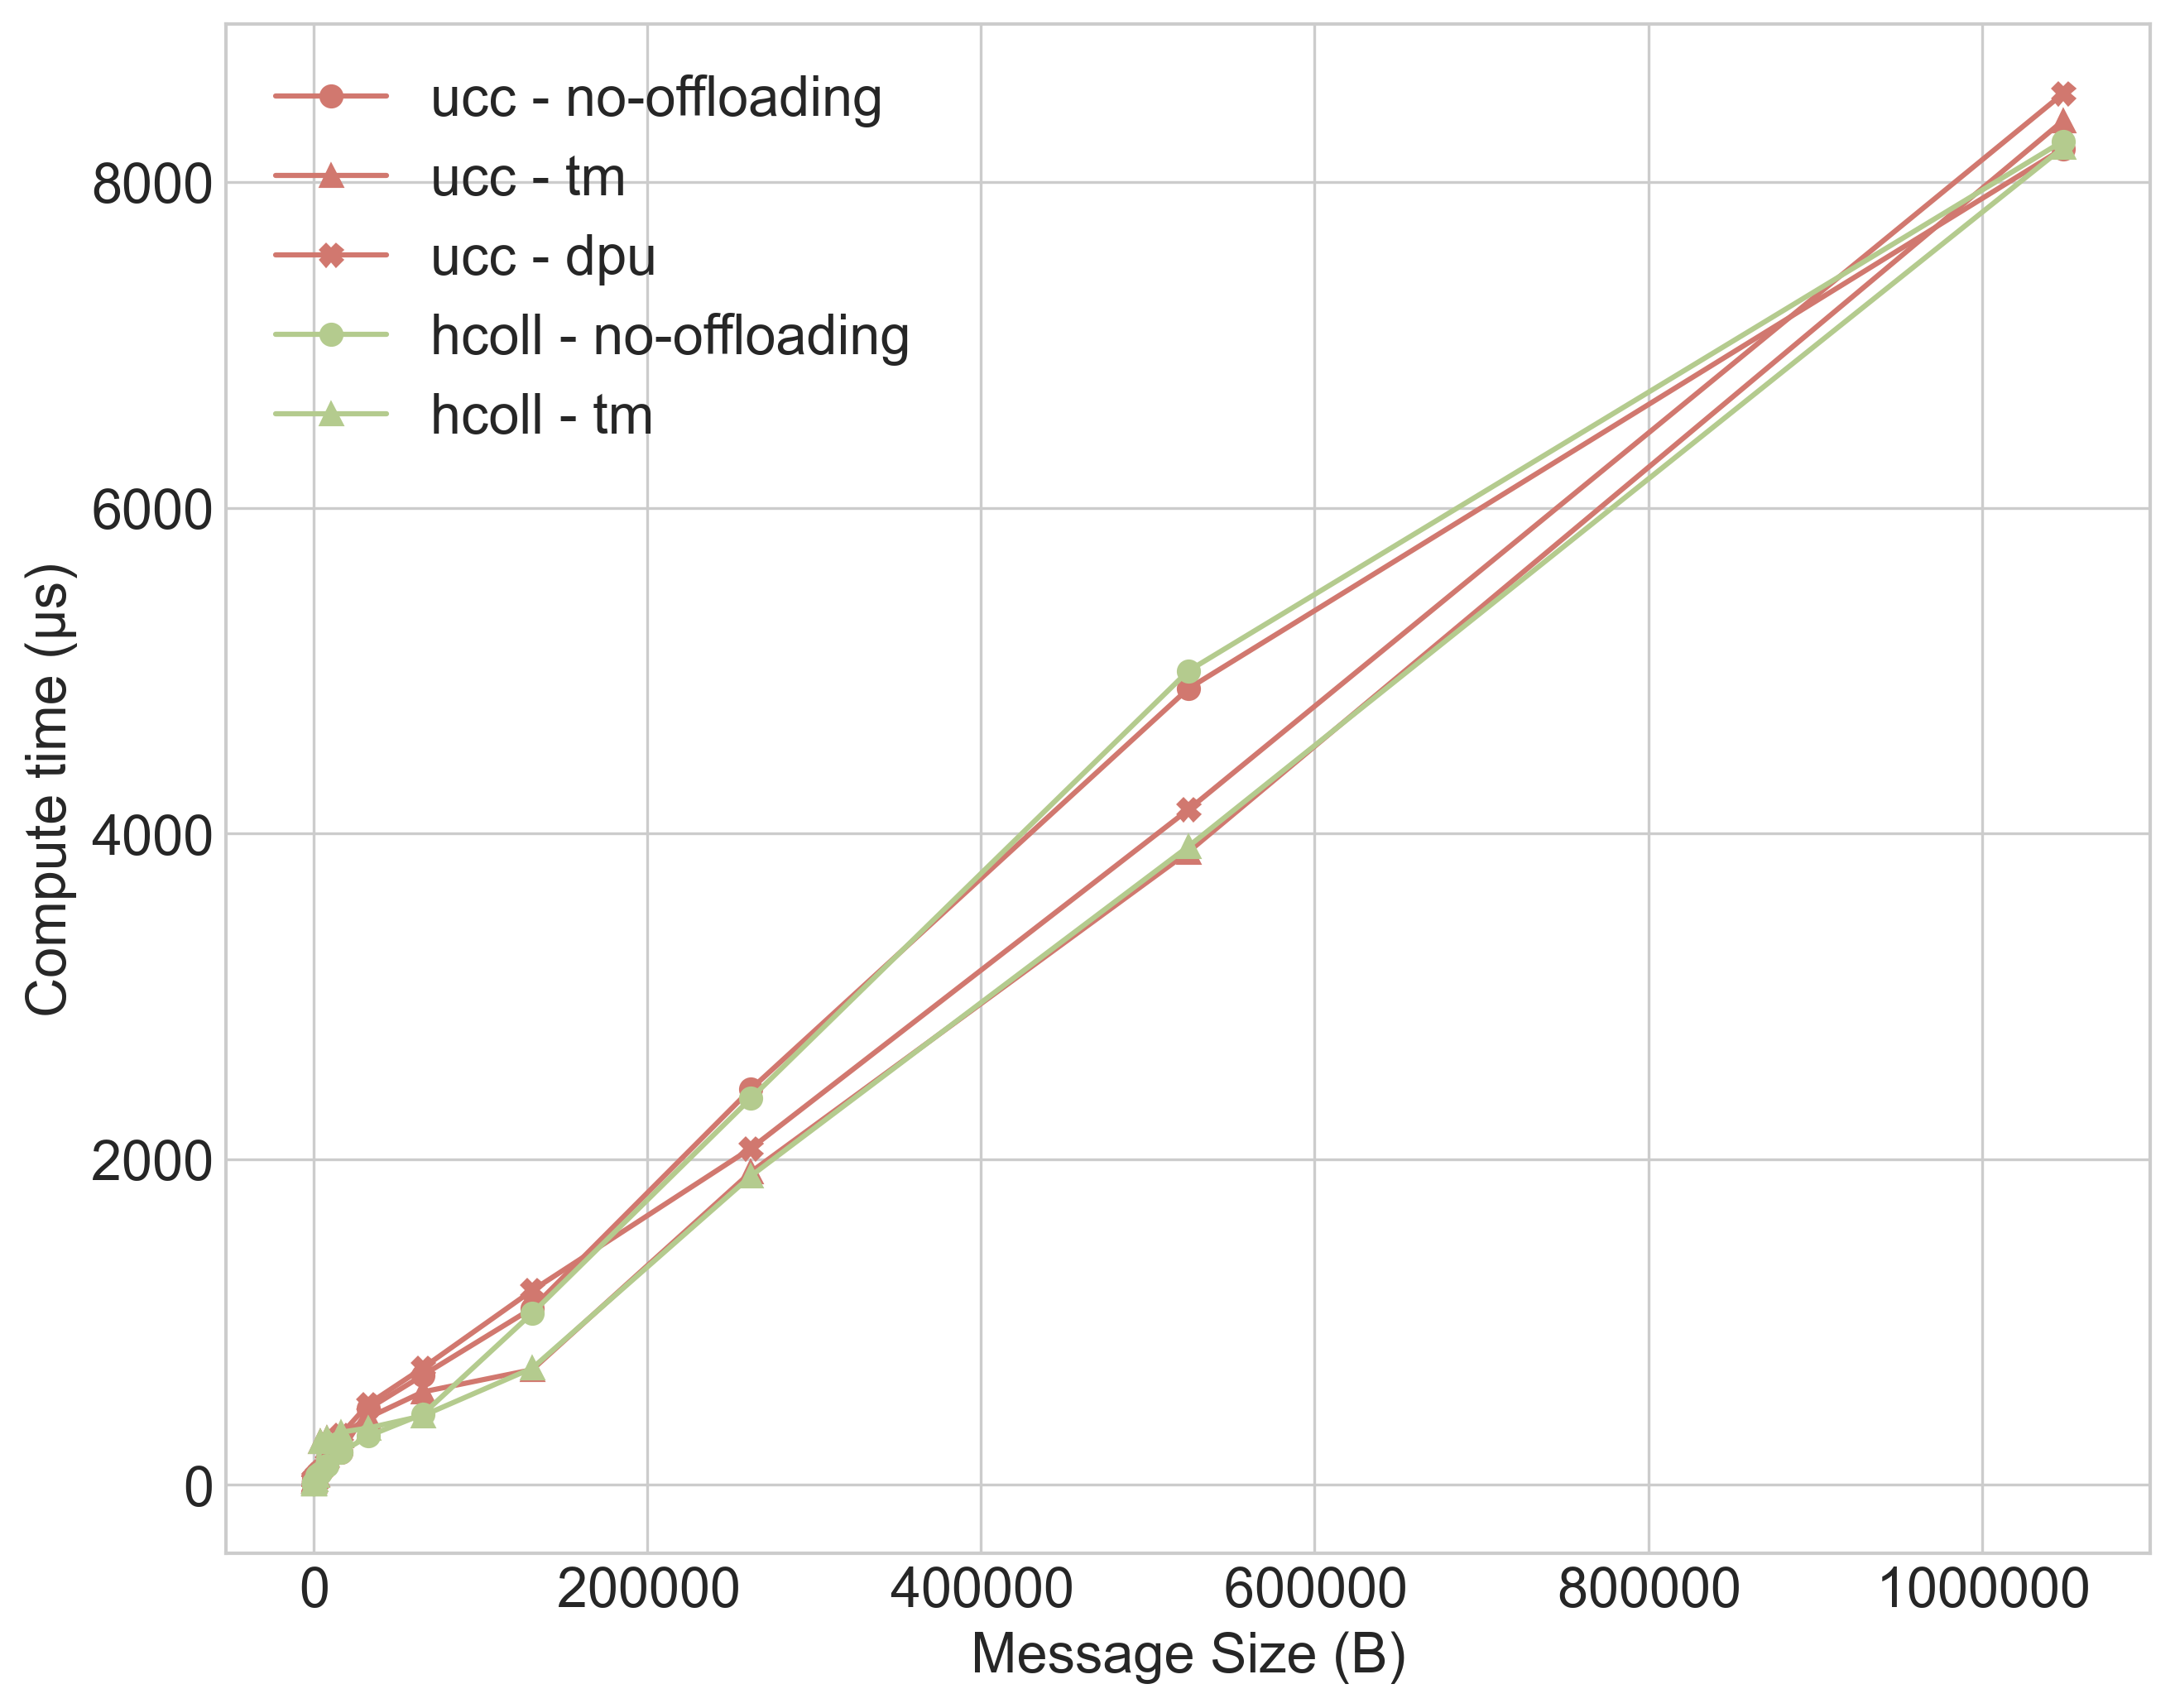 ucc - no-offloading
ucc - tm
ucc - dpu
hcoll - no-offloading
hcoll - tm
8000
6000
4000
2000
0
Compute time (µs)
0 200000 400000 600000 800000 1000000
Message Size (B)